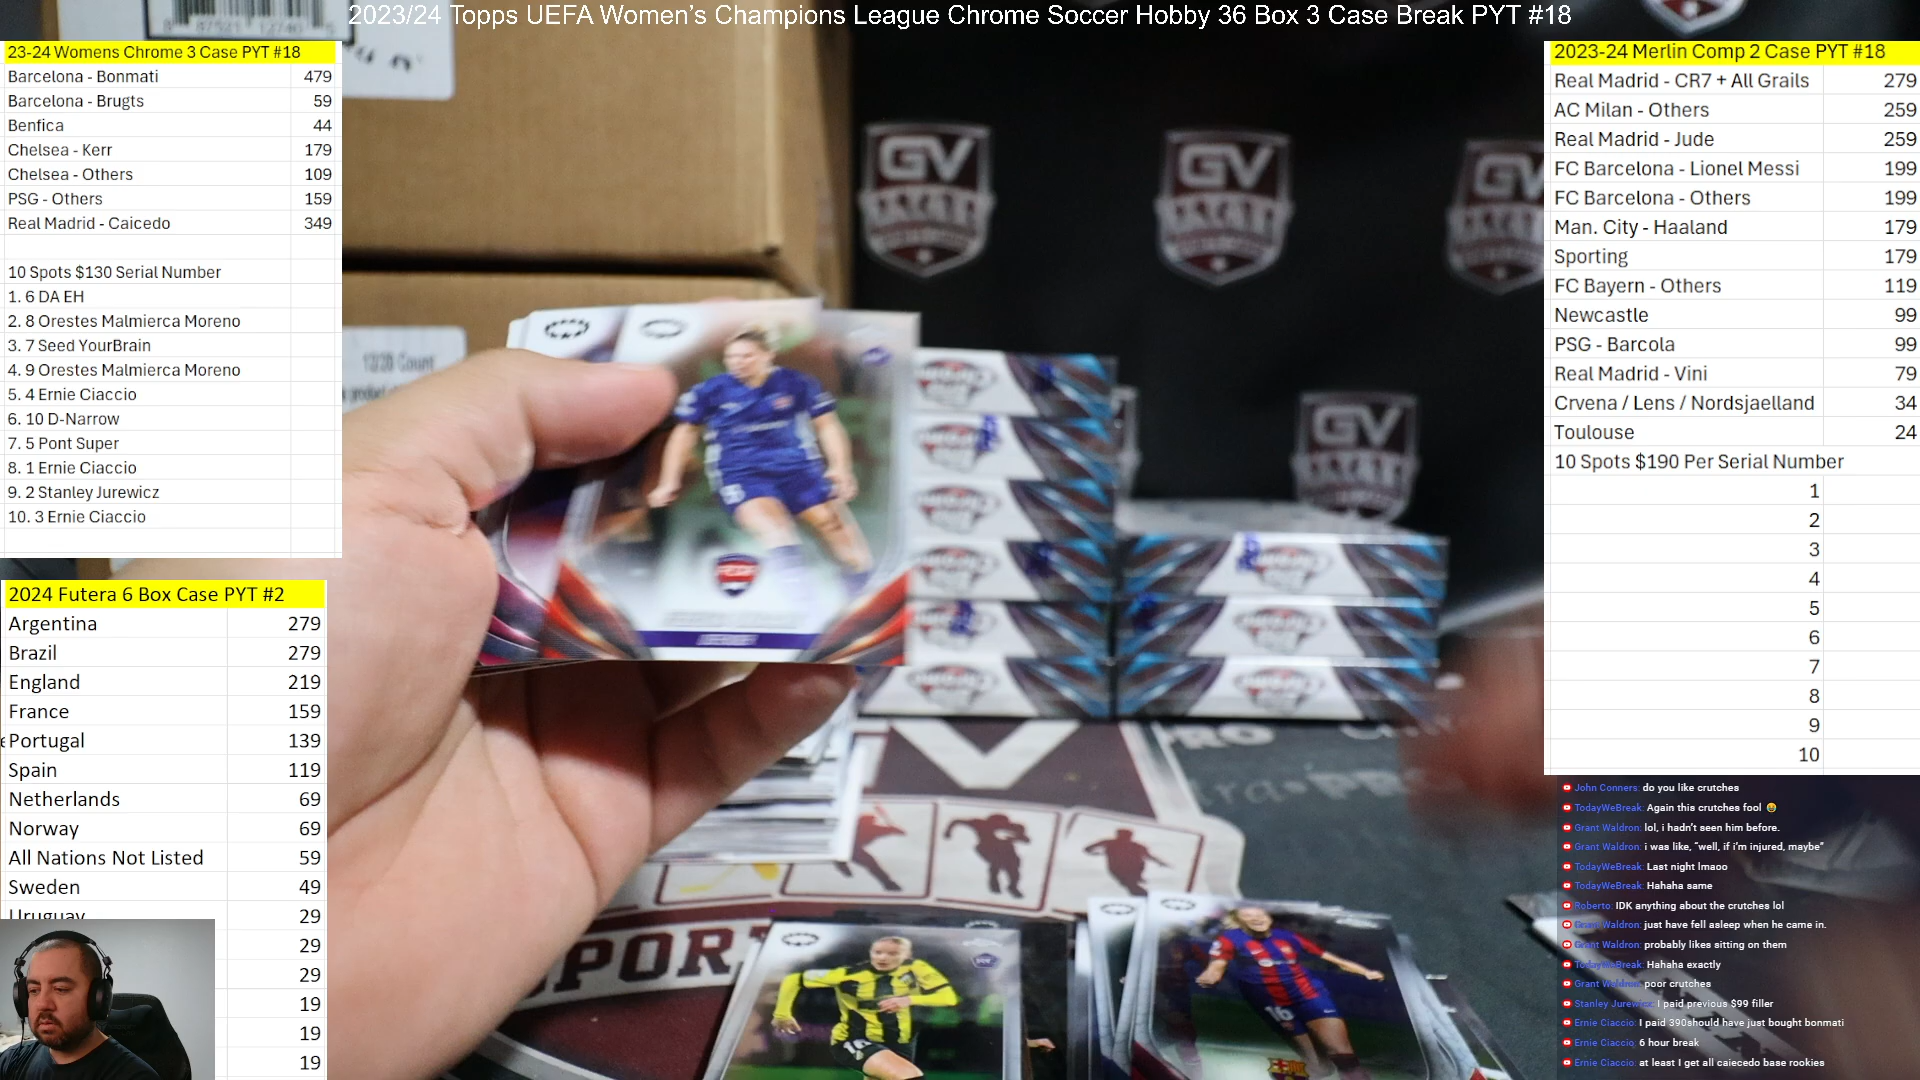 2023/24 Topps UEFA Women's Champions League Chrome Soccer Hobby 36 Box 3 Case Break PYT #18
23-24 Womens Chrome 3 Case PYT #18
Barcelona - Bonmati 479
Barcelona - Brugts 59
Benfica 44
Chelsea - Kerr 179
Chelsea - Others 109
PSG - Others 159
Real Madrid - Caicedo 349
10 Spots $130 Serial Number
1. 6 DA EH
2. 8 Orestes Malmierca Moreno
3. 7 Seed YourBrain
4. 9 Orestes Malmierca Moreno
5. 4 Ernie Ciaccio
6. 10 D-Narrow
7. 5 Pont Super
8. 1 Ernie Ciaccio
9. 2 Stanley Jurewicz
10. 3 Ernie Ciaccio
2024 Futera 6 Box Case PYT #2
Argentina 279
Brazil 279
England 219
France 159
Portugal 139
Spain 119
Netherlands 69
Norway 69
All Nations Not Listed 59
Sweden 49
Uruguay 29
29
29
19
19
19
2023-24 Merlin Comp 2 Case PYT #18
Real Madrid - CR7 + All Grails 279
AC Milan - Others 259
Real Madrid - Jude 259
FC Barcelona - Lionel Messi 199
FC Barcelona - Others 199
Man. City - Haaland 179
Sporting 179
FC Bayern - Others 119
Newcastle 99
PSG - Barcola 99
Real Madrid - Vini 79
Crvena / Lens / Nordsjaelland 34
Toulouse 24
10 Spots $190 Per Serial Number
1
2
3
4
5
6
7
8
9
10
John Conners: do you like crutches
TodayWeBreak: Again this crutches fool
Grant Waldron: lol, i hadn't seen him before.
Grant Waldron: i was like, "well, if i'm injured, maybe"
TodayWeBreak: Last night lmaoo
TodayWeBreak: Hahaha same
Roberto: IDK anything about the crutches lol
Grant Waldron: just have fell asleep when he came in.
Grant Waldron: probably likes sitting on them
TodayWeBreak: Hahaha exactly
Grant Waldron: poor crutches
Stanley Jurewicz: I paid previous $99 filler
Ernie Ciaccio: I paid 390should have just bought bonmati
Ernie Ciaccio: 6 hour break
Ernie Ciaccio: at least I get all caiecedo base rookies
GV
GV
GV
GV
SPORT
16